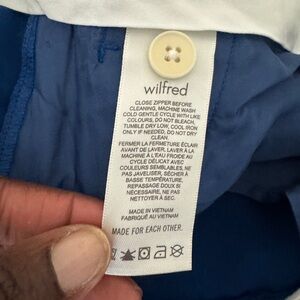 wilfred
CLOSE ZIPPER BEFORE
CLEANING, MACHINE WASH
COLD GENTLE CYCLE WITH LIKE
COLOURS, DO NOT BLEACH,
TUMBLE DRY LOW, COOL IRON
ONLY IF NEEDED, DO NOT DRY
CLEAN.
FERMER LA FERMETURE ÉCLAIR
AVANT DE LAVER, LAVER À LA
MACHINE À L'EAU FROIDE AU
CYCLE DÉLICAT AVEC
COULEURS SEMBLABLES, NE
PAS JAVELISER, SÉCHER À
BASSE TEMPÉRATURE,
REPASSAGE DOUX SI
NÉCESSAIRE, NE PAS
NETTOYER À SEC.
MADE IN VIETNAM
FABRIQUÉ AU VIETNAM
MADE FOR EACH OTHER.